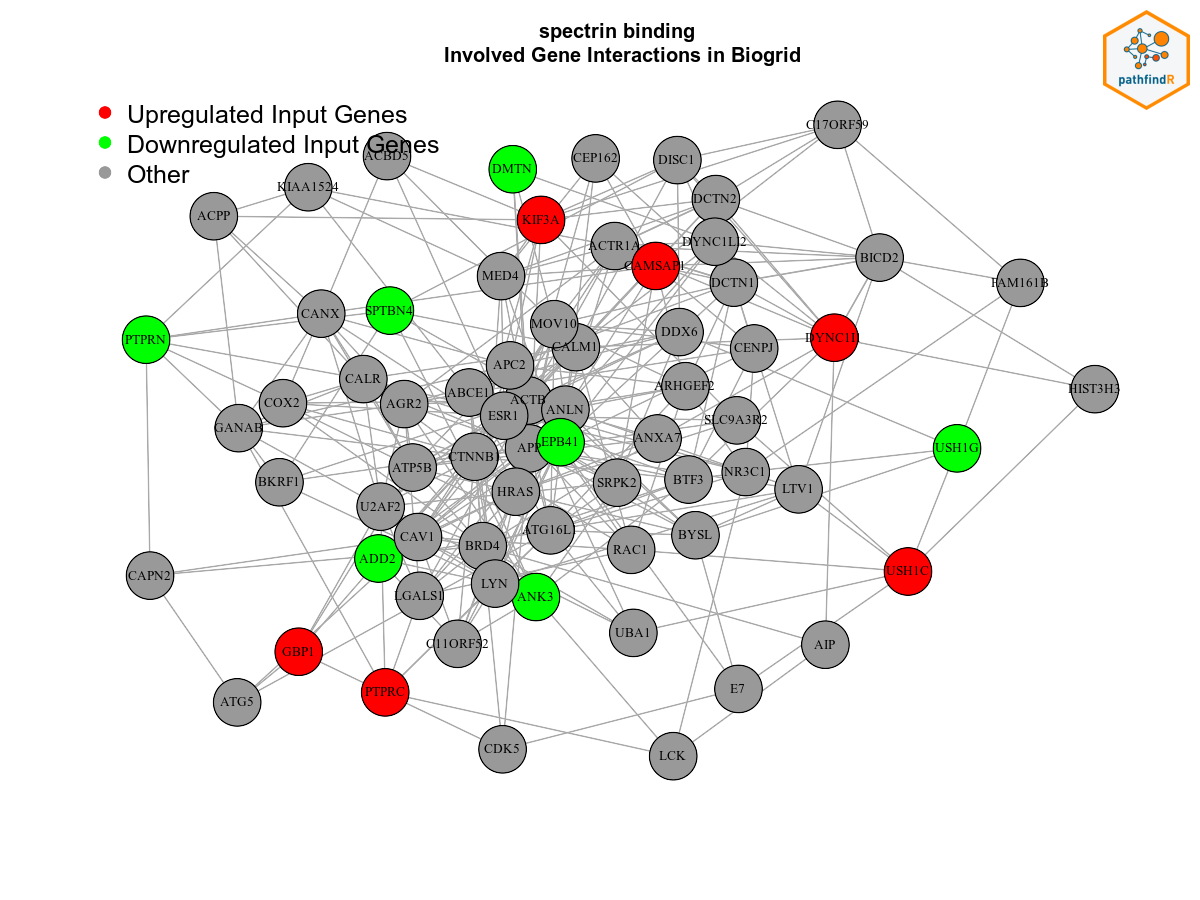 spectrin binding
Involved Gene Interactions in Biogrid
pathfindR
Upregulated Input Genes
Downregulated Input Genes
Other
C17ORF59
ACBD5
CEP162
DISC1
DMTN
KIAA1524
DCTN2
ACPP
KIF3A
ACTR1A
DYNC1LI2
BICD2
CAMSAP1
MED4
DCTN1
FAM161B
SPTBN4
CANX
MOV10
DDX6
PTPRN
DYNC1I1
CALM1
CENPJ
APC2
CALR
ARHGEF2
HIST3H3
ABCE1
ACTB
COX2
AGR2
ANLN
ESR1
SLC9A3R2
GANAB
EPB41
ANXA7
APP
USH1G
CTNNB1
ATP5B
NR3C1
BKRF1
BTF3
SRPK2
HRAS
LTV1
U2AF2
ATG16L1
CAV1
BYSL
BRD4
RAC1
ADD2
USH1C
CAPN2
LYN
LGALS1
ANK3
UBA1
C11ORF52
AIP
GBP1
E7
PTPRC
ATG5
CDK5
LCK